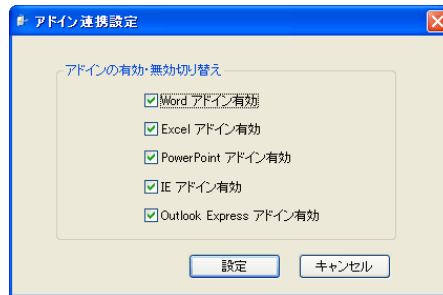 アドイン連携設定
アドインの有効・無効切り替え
Word アドイン有効
Excel アドイン有効
PowerPoint アドイン有効
IE アドイン有効
Outlook Express アドイン有効
設定
キャンセル